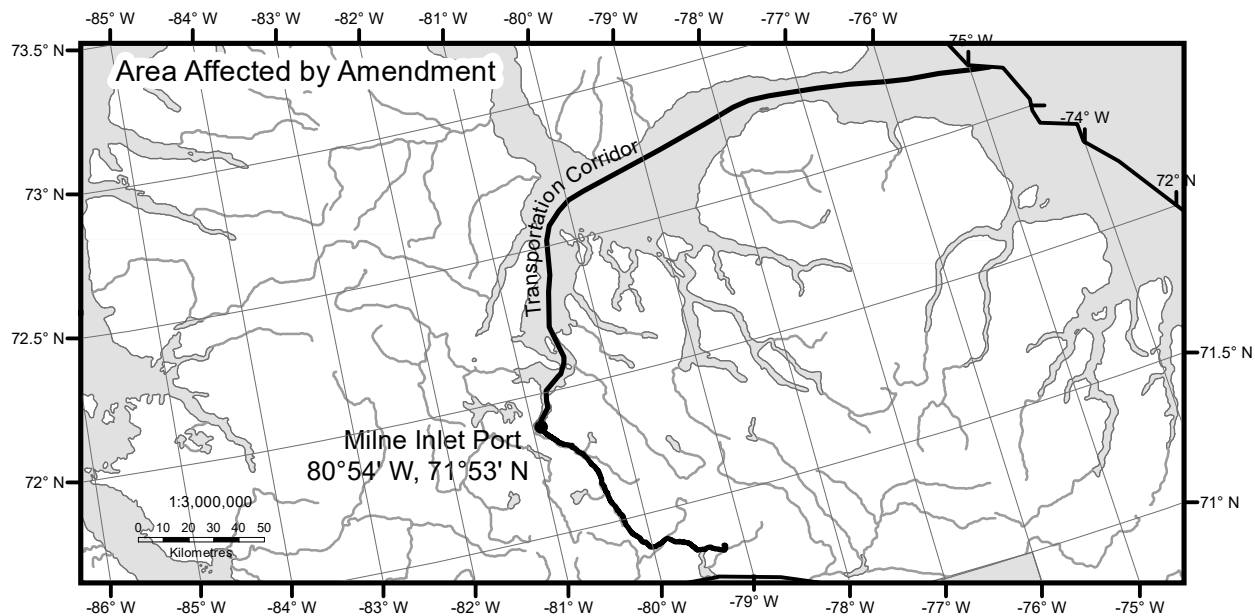 -85° W -84° W -83° W -82° W -81° W -80° W -79° W -78° W -77° W -76° W
75° W
73.5° N
Area Affected by Amendment
-74° W
Transportation Corridor
73° N
72° N
72.5° N
71.5° N
Milne Inlet Port
80°54' W, 71°53' N
72° N
71° N
1:3,000,000
0 10 20 30 40 50
Kilometres
-86° W -85° W -84° W -83° W -82° W -81° W -80° W -79° W -78° W -77° W -76° W -75° W